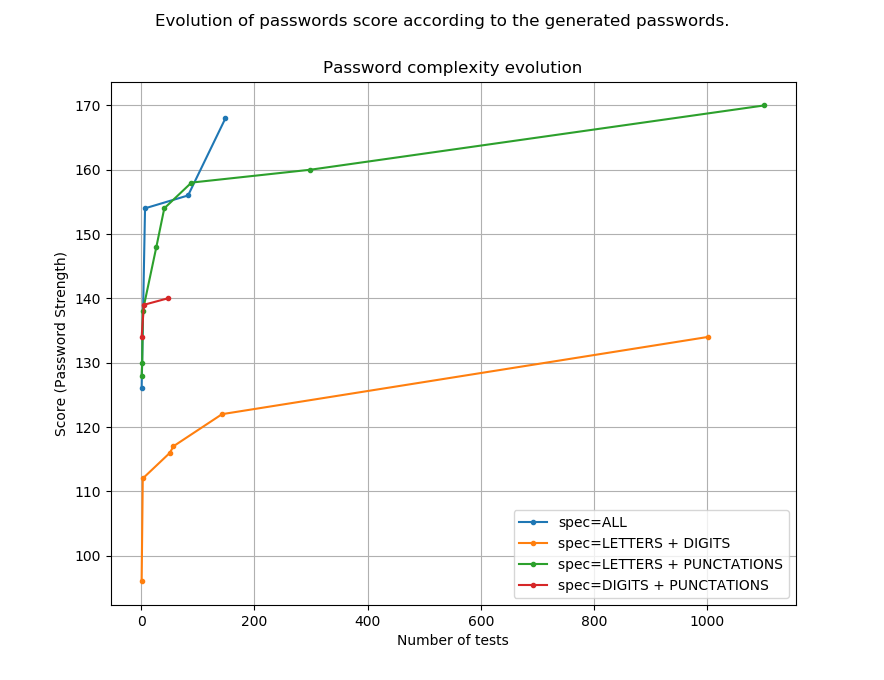 Evolution of passwords score according to the generated passwords.
Password complexity evolution
170
160
150
140
130
120
110
100
Score (Password Strength)
0 200 400 600 800 1000
Number of tests
spec=ALL
spec=LETTERS + DIGITS
spec=LETTERS + PUNCTATIONS
spec=DIGITS + PUNCTATIONS